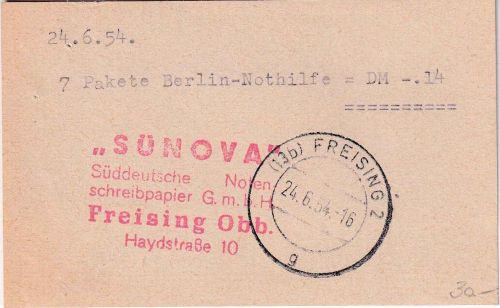 24.6.54.
7 Pakete Berlin-Nothilfe = DM -.14
==========
„SÜNOVA"
Süddeutsche Noten-
schreibpapier G.m.b.H.
Freising Obb.
Haydstraße 10
(13b) FREISING 2
24.6.54.-16
g
30-